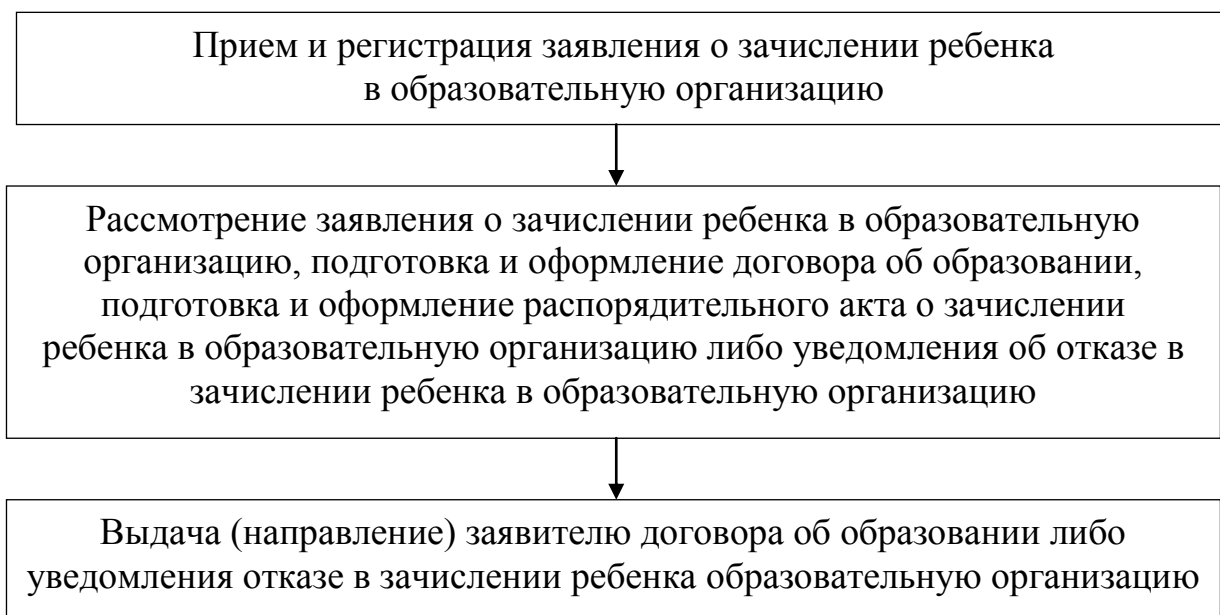 Прием и регистрация заявления о зачислении ребенка
в образовательную организацию
Рассмотрение заявления о зачислении ребенка в образовательную
организацию, подготовка и оформление договора об образовании,
подготовка и оформление распорядительного акта о зачислении
ребенка в образовательную организацию либо уведомления об отказе в
зачислении ребенка в образовательную организацию
Выдача (направление) заявителю договора об образовании либо
уведомления отказе в зачислении ребенка образовательную организацию